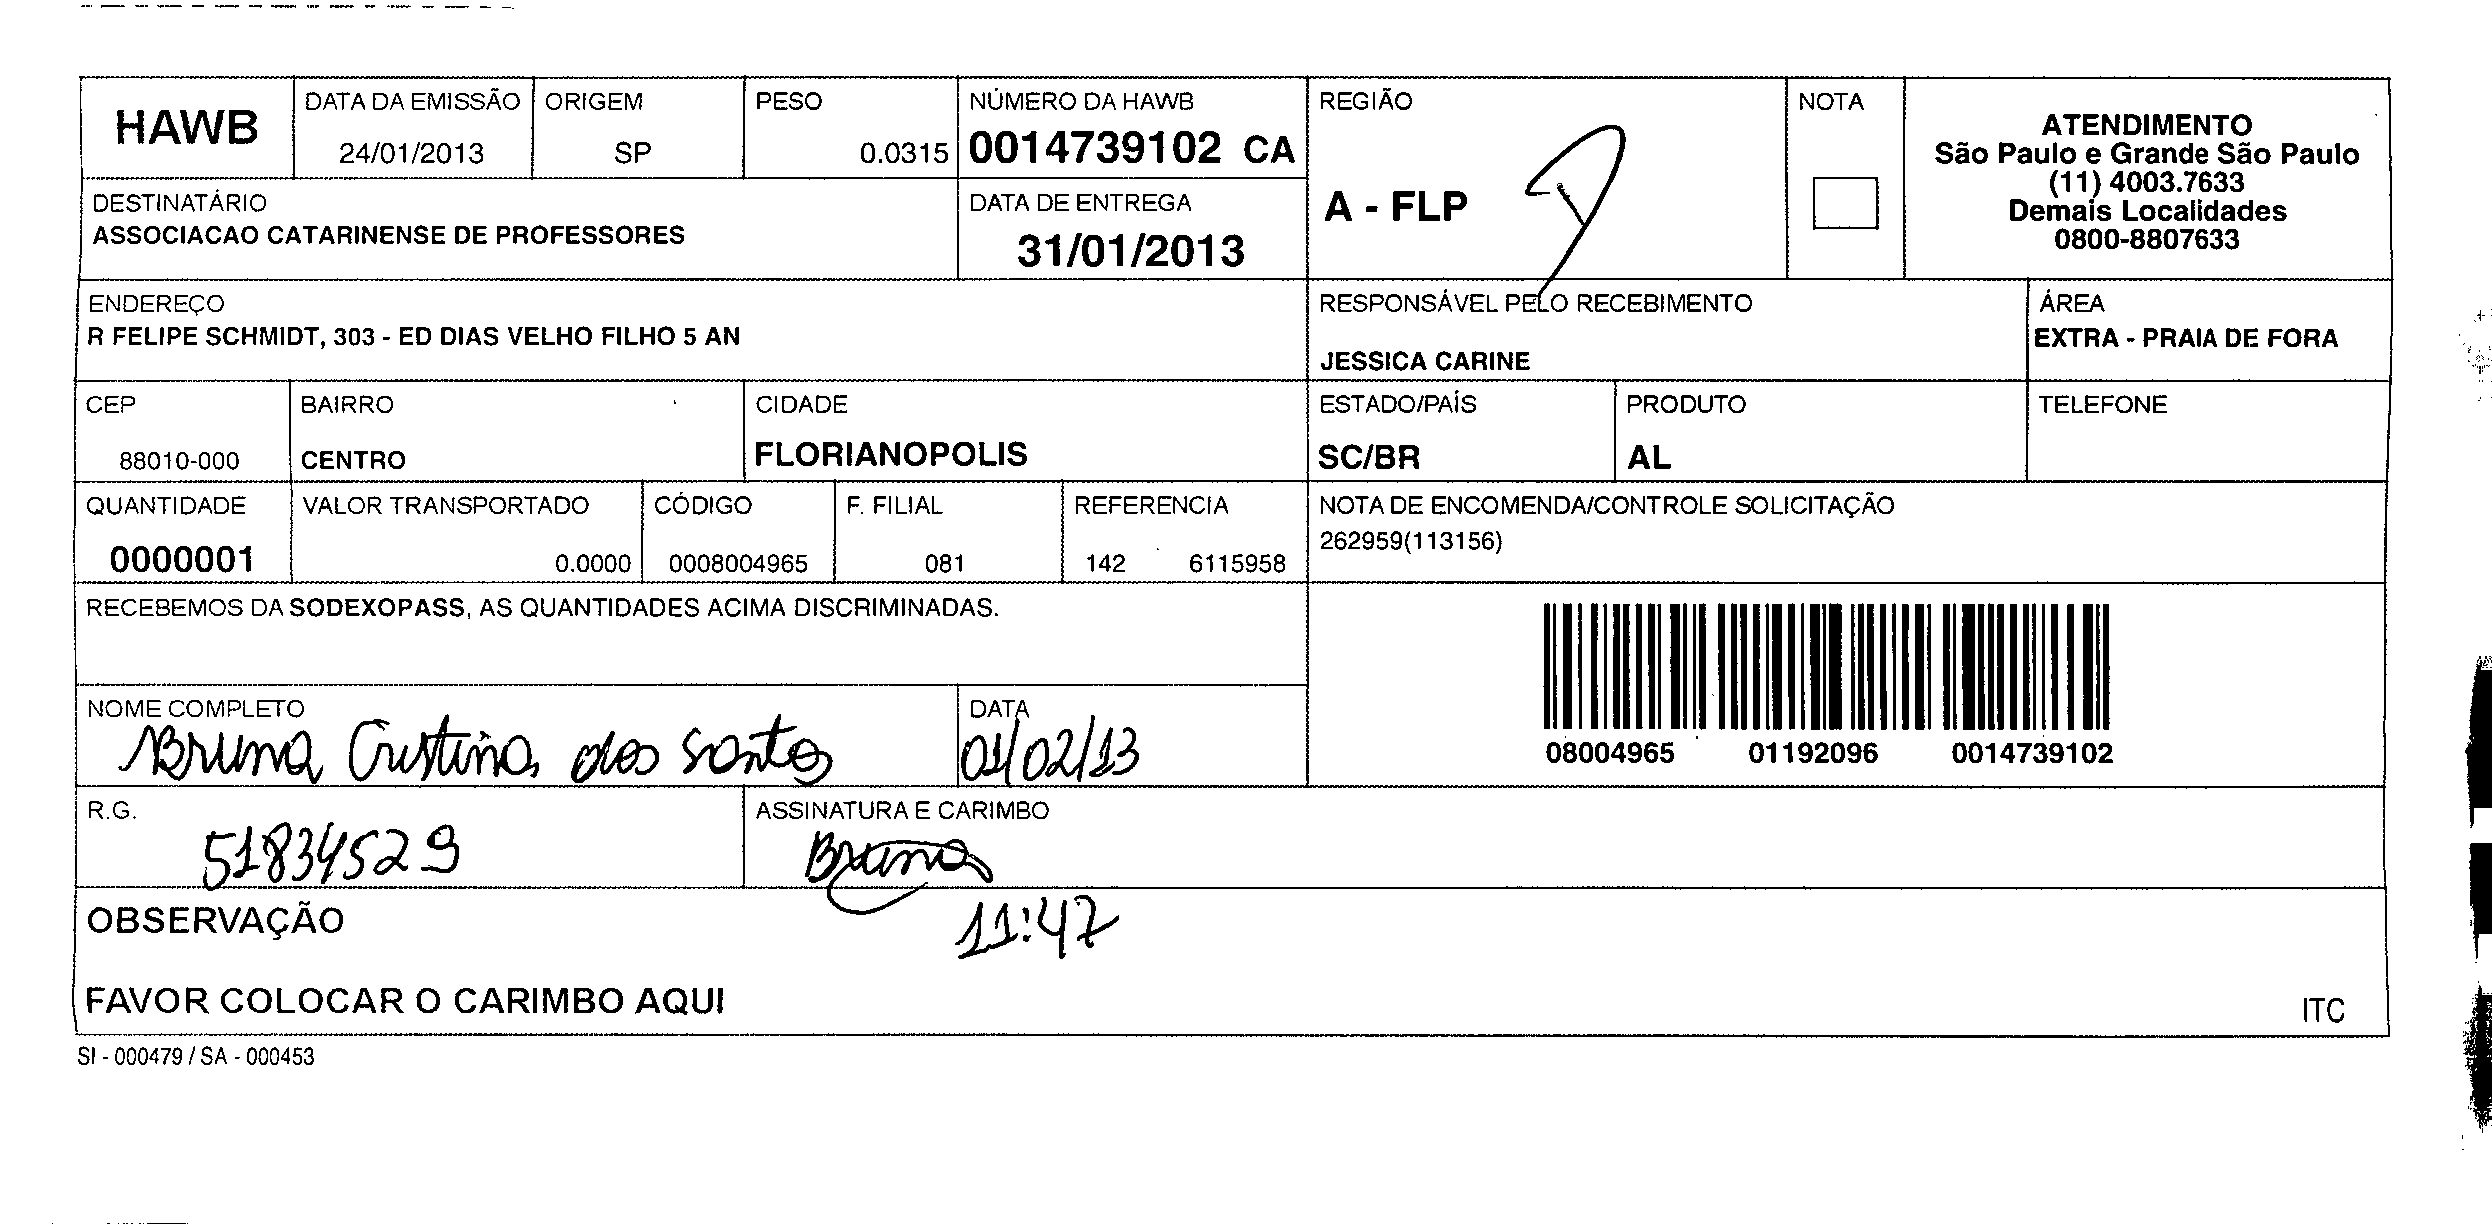 HAWB
DATA DA EMISSÃO
24/01/2013
ORIGEM
SP
PESO
0.0315
NÚMERO DA HAWB
0014739102 CA
REGIÃO
A - FLP
NOTA
ATENDIMENTO
São Paulo e Grande São Paulo
(11) 4003.7633
Demais Localidades
0800-8807633
DESTINATÁRIO
ASSOCIACAO CATARINENSE DE PROFESSORES
DATA DE ENTREGA
31/01/2013
ENDEREÇO
R FELIPE SCHMIDT, 303 - ED DIAS VELHO FILHO 5 AN
RESPONSÁVEL PELO RECEBIMENTO
JESSICA CARINE
ÁREA
EXTRA - PRAIA DE FORA
CEP
88010-000
BAIRRO
CENTRO
CIDADE
FLORIANOPOLIS
ESTADO/PAÍS
SC/BR
PRODUTO
AL
TELEFONE
QUANTIDADE
0000001
VALOR TRANSPORTADO
0.0000
CÓDIGO
0008004965
F. FILIAL
081
REFERENCIA
142 6115958
NOTA DE ENCOMENDA/CONTROLE SOLICITAÇÃO
262959(113156)
RECEBEMOS DA SODEXOPASS, AS QUANTIDADES ACIMA DISCRIMINADAS.
08004965 01192096 0014739102
NOME COMPLETO
Bruna Cristina dos Santos
DATA
01/02/13
R.G.
51834529
ASSINATURA E CARIMBO
Bruna
11:47
OBSERVAÇÃO
FAVOR COLOCAR O CARIMBO AQUI
ITC
SI - 000479 / SA - 000453